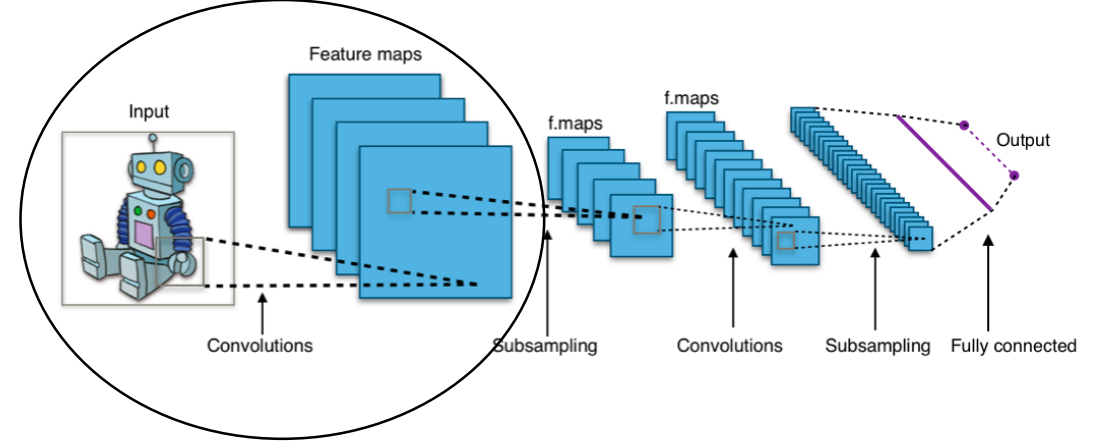 Feature maps
Input
f.maps
f.maps
Output
Convolutions
Subsampling
Convolutions
Subsampling
Fully connected